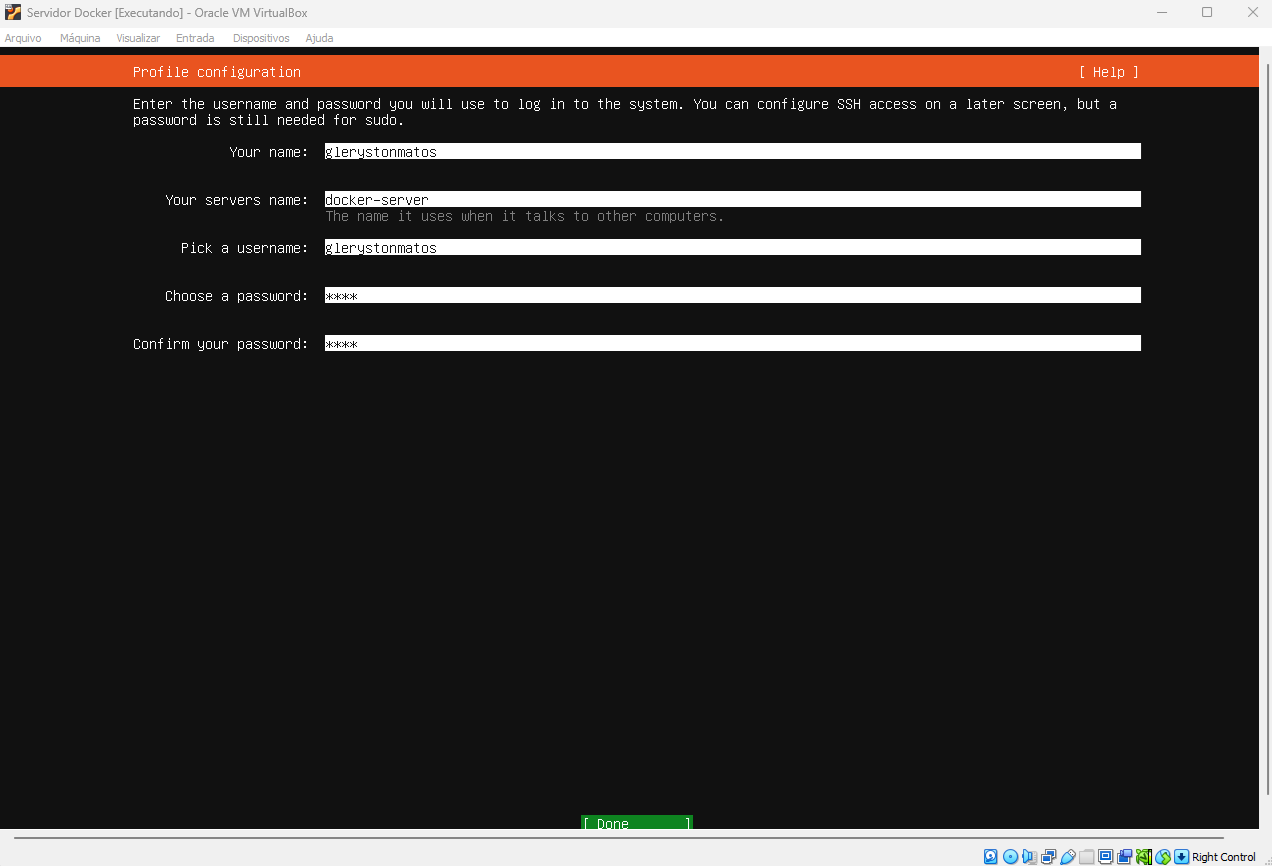 Servidor Docker [Executando] - Oracle VM VirtualBox
Arquivo Máquina Visualizar Entrada Dispositivos Ajuda
Profile configuration [ Help ]
Enter the username and password you will use to log in to the system. You can configure SSH access on a later screen, but a
password is still needed for sudo.
Your name: glerystonmatos
Your servers name: docker-server
The name it uses when it talks to other computers.
Pick a username: glerystonmatos
Choose a password: ****
Confirm your password: ****
[ Done ]
Right Control